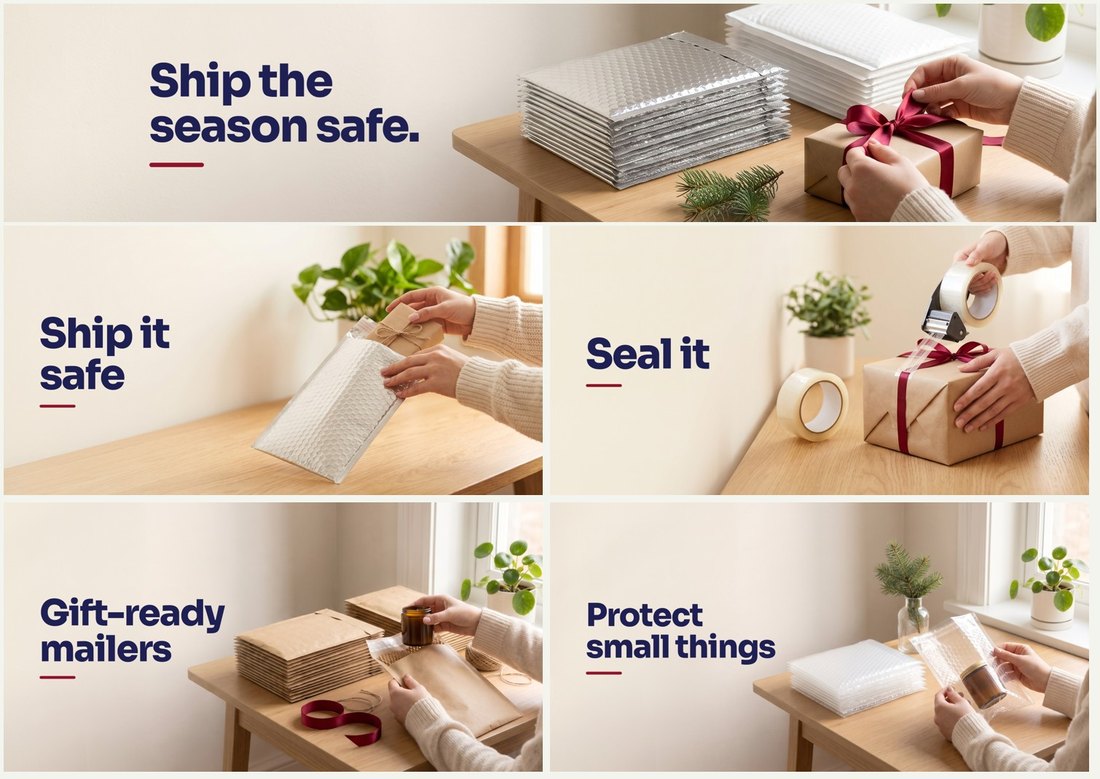 Ship the
season safe.
Ship it
safe
Seal it
Gift-ready
mailers
Protect
small things